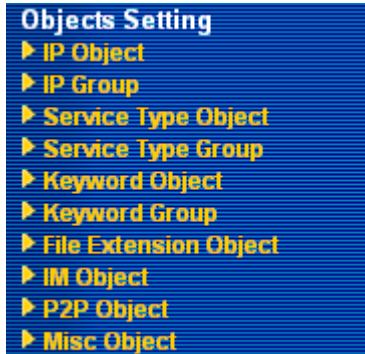 Objects Setting
IP Object
IP Group
Service Type Object
Service Type Group
Keyword Object
Keyword Group
File Extension Object
IM Object
P2P Object
Misc Object